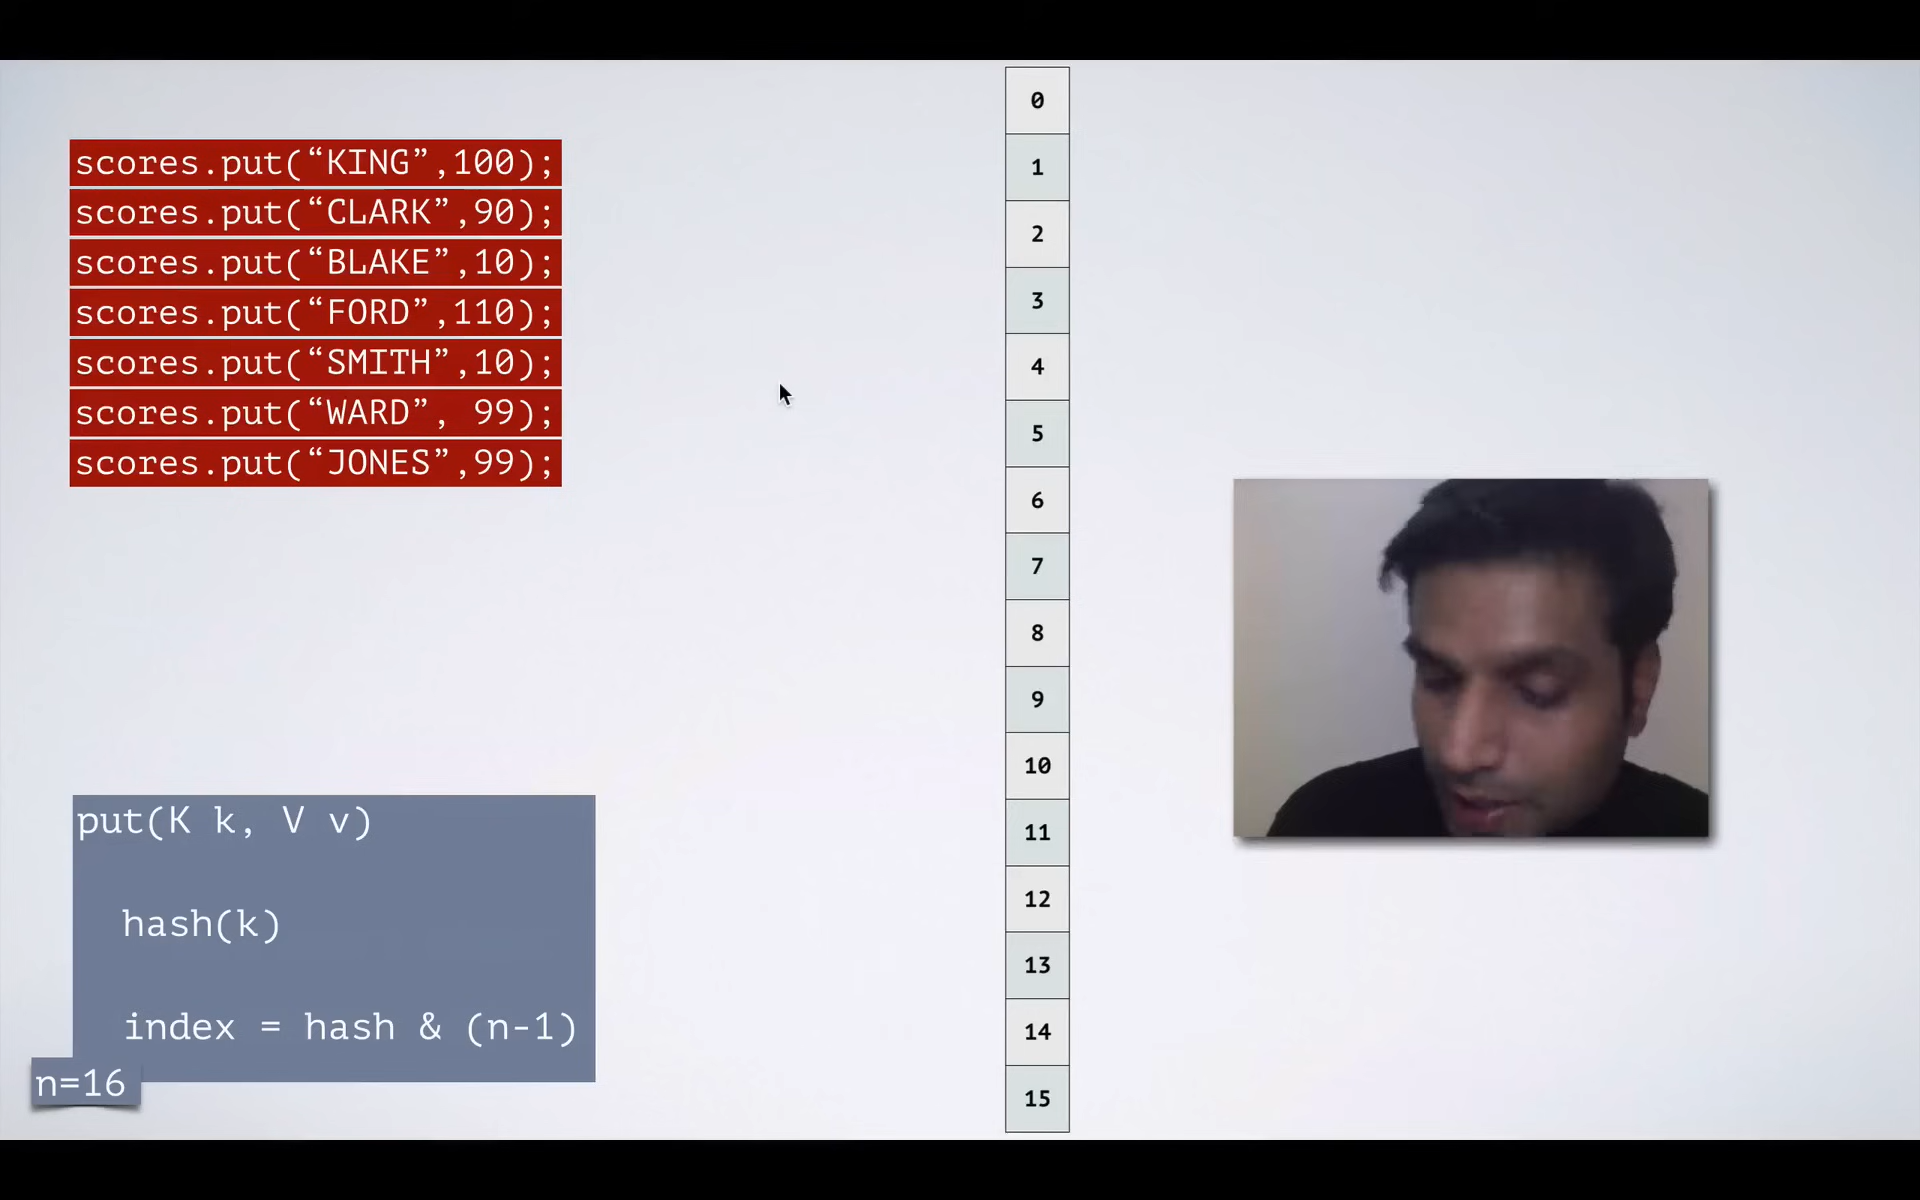 scores.put(“KING”,100);
scores.put(“CLARK”,90);
scores.put(“BLAKE”,10);
scores.put(“FORD”,110);
scores.put(“SMITH”,10);
scores.put(“WARD”, 99);
scores.put(“JONES”,99);
put(K k, V v)
hash(k)
index = hash & (n-1)
n=16
0
1
2
3
4
5
6
7
8
9
10
11
12
13
14
15